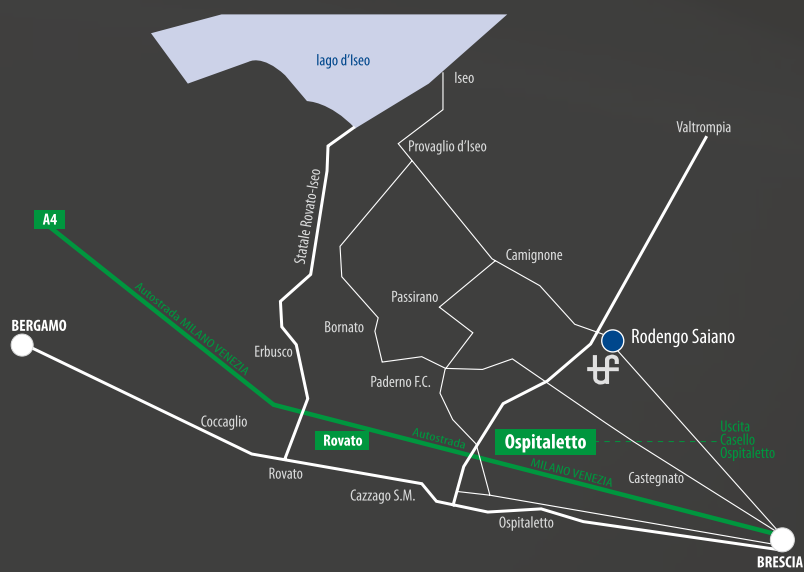 lago d'Iseo
Iseo
Valtrompia
Provaglio d'Iseo
Statale Rovato-Iseo
A4
Camignone
Autostrada MILANO VENEZIA
Passirano
BERGAMO
Bornato
Rodengo Saiano
Erbusco
Paderno F.C.
Coccaglio
Rovato
Autostrada
Ospitaletto
Uscita
Casello
Ospitaletto
MILANO VENEZIA
Rovato
Castegnato
Cazzago S.M.
Ospitaletto
BRESCIA